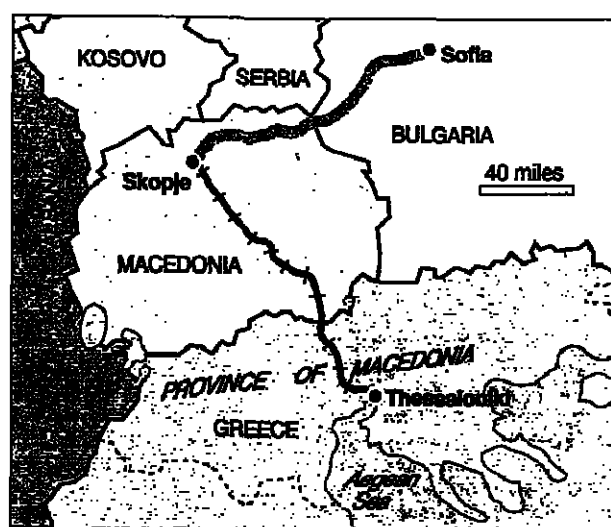 KOSOVO
SERBIA
Sofia
BULGARIA
40 miles
Skopje
MACEDONIA
PROVINCE OF MACEDONIA
Thessaloniki
GREECE
Aegean
Sea